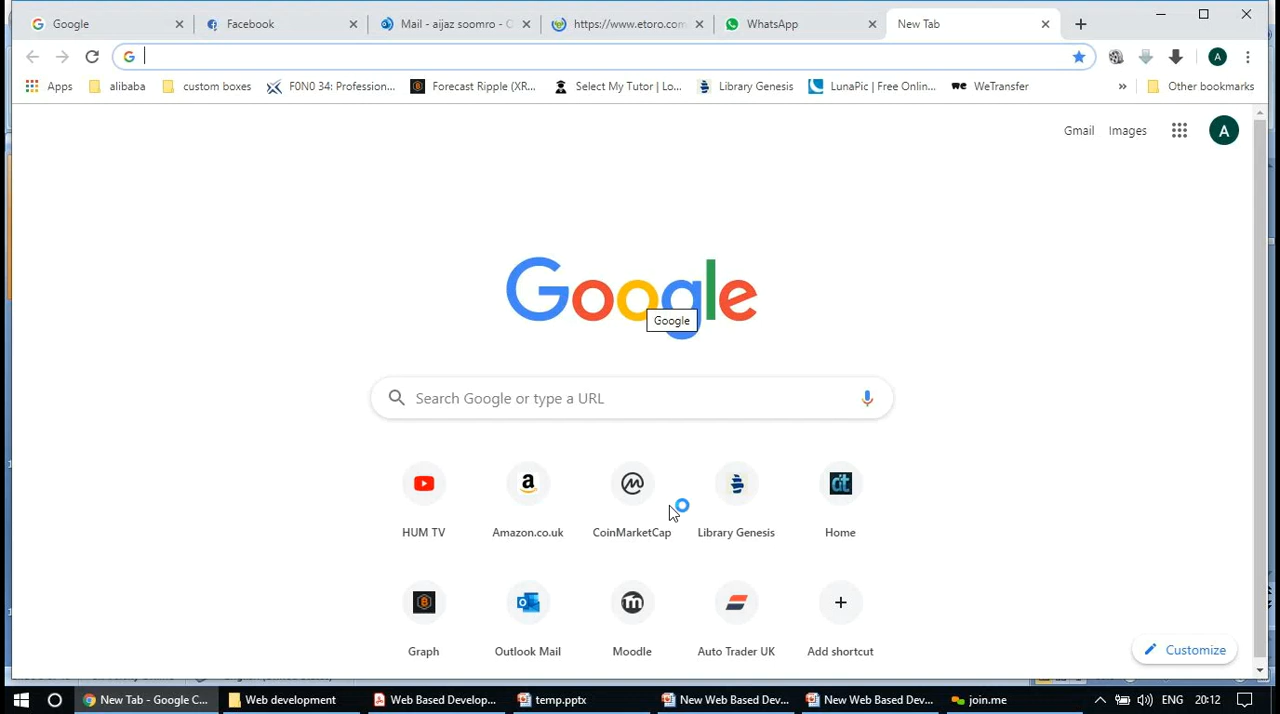 Google
Facebook
Mail - aijaz soomro - O
https://www.etoro.com
WhatsApp
New Tab
G
A
Apps
alibaba
custom boxes
F0N0 34: Profession...
Forecast Ripple (XR...
Select My Tutor | Lo...
Library Genesis
LunaPic | Free Onlin...
we
WeTransfer
»
Other bookmarks
Gmail
Images
A
Google
Google
Search Google or type a URL
HUM TV
Amazon.co.uk
CoinMarketCap
Library Genesis
Home
Graph
Outlook Mail
Moodle
Auto Trader UK
Add shortcut
Customize
New Tab - Google C...
Web development
Web Based Develop...
temp.pptx
New Web Based Dev...
New Web Based Dev...
join.me
ENG
20:12